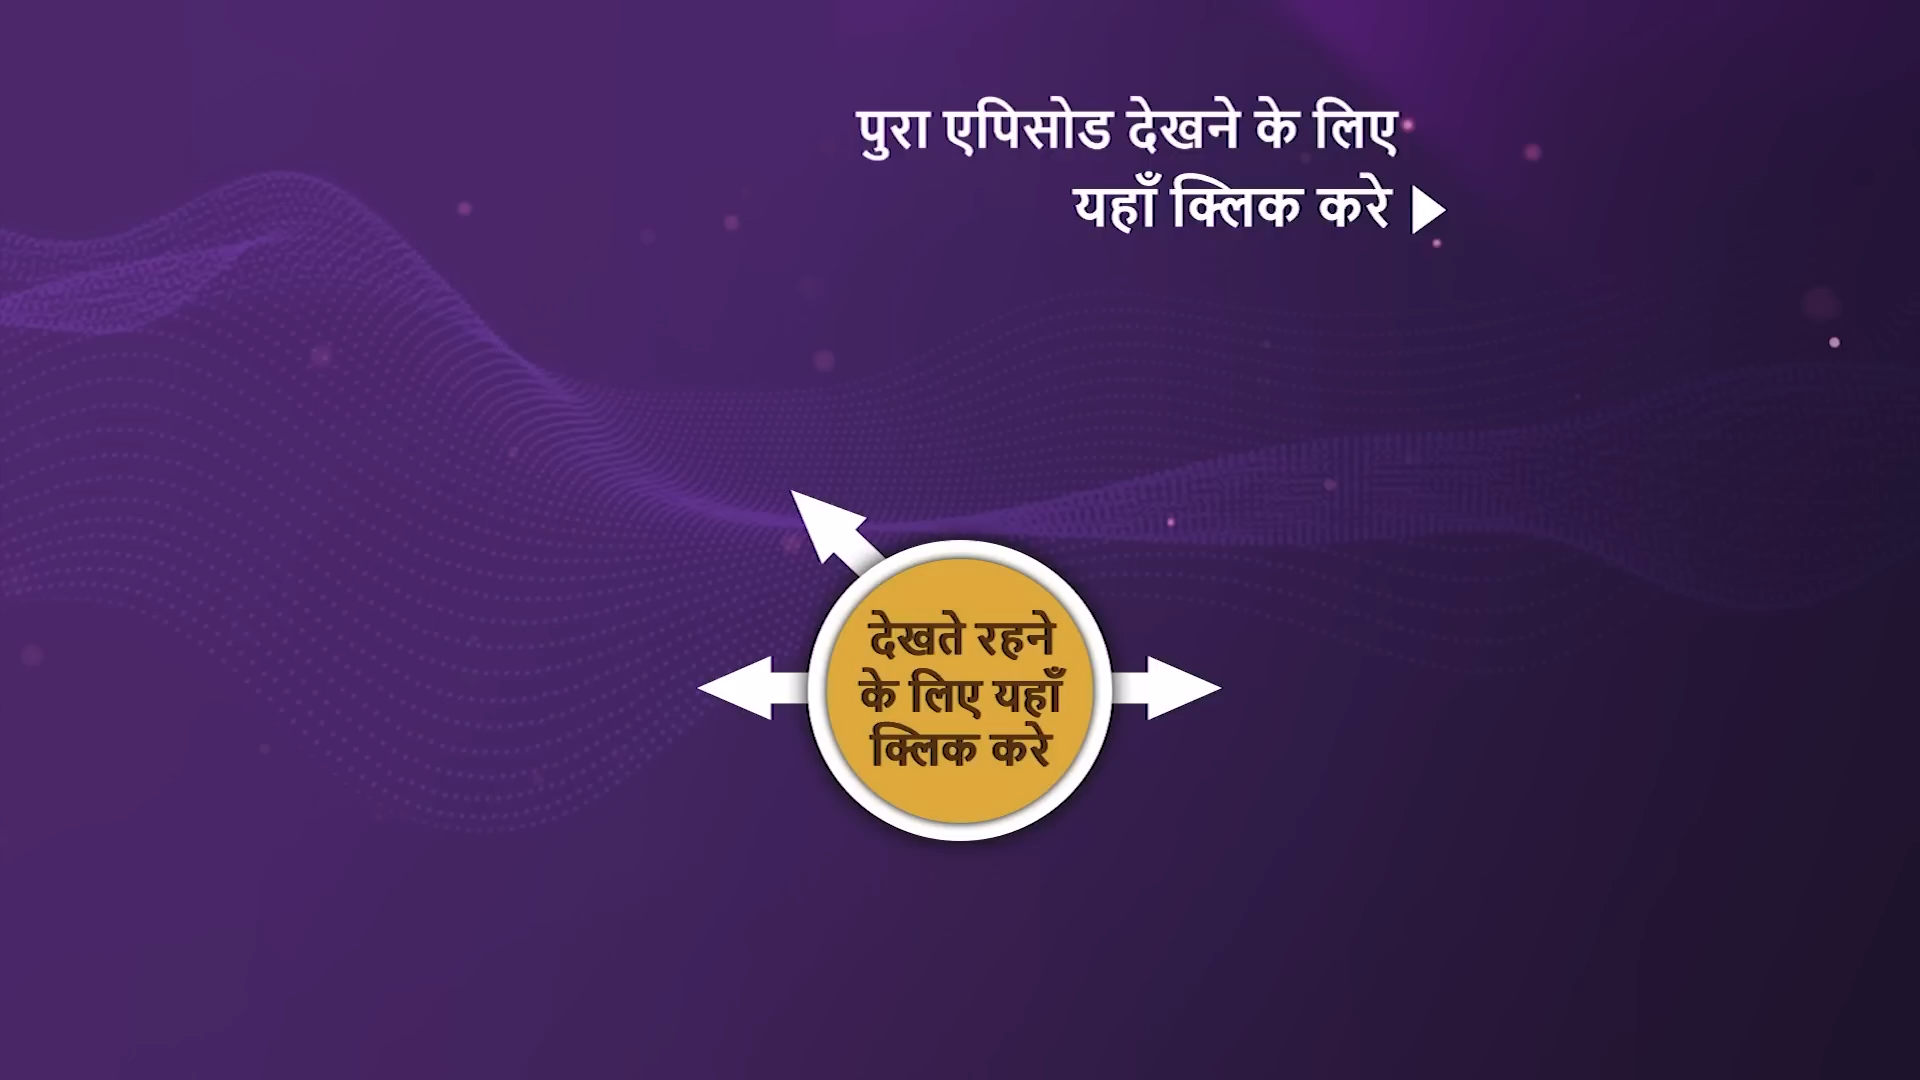 पुरा एपिसोड देखने के लिए
यहाँ क्लिक करे
देखते रहने
के लिए यहाँ
क्लिक करे